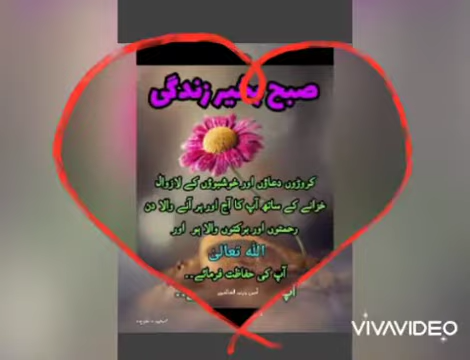 صبح بخیر زندگی
کروڑوں دعاؤں اور خوشیوں کے لازوال
خزانے کے ساتھ آپ کا آج اور ہر آنے والا دن
رحمتوں اور برکتوں والا ہو اور
اللہ تعالیٰ
آپ کی حفاظت فرمائے۔۔
VIVAVIDEO